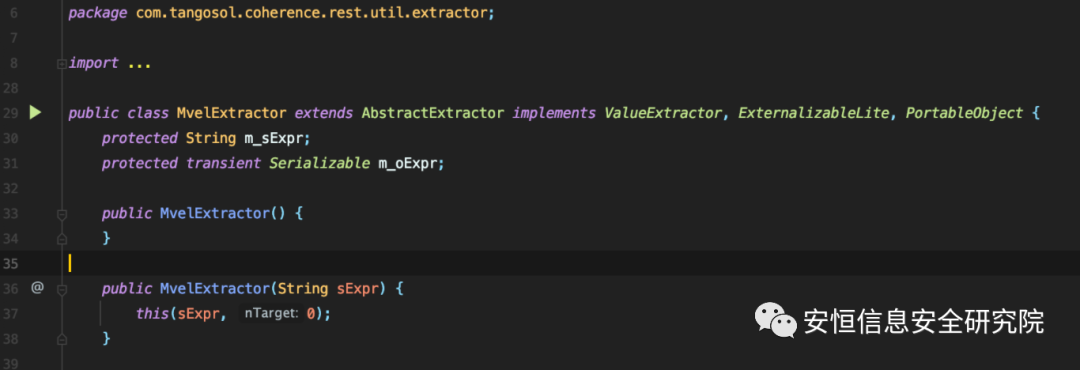 6 package com.tangosol.coherence.rest.util.extractor;
7
8 import ...
28
29 public class MvelExtractor extends AbstractExtractor implements ValueExtractor, ExternalizableLite, PortableObject {
30 protected String m_sExpr;
31 protected transient Serializable m_oExpr;
32
33 public MvelExtractor() {
34 }
35
36 @ public MvelExtractor(String sExpr) {
37 this(sExpr, nTarget: 0);
38 }
39
安恒信息安全研究院